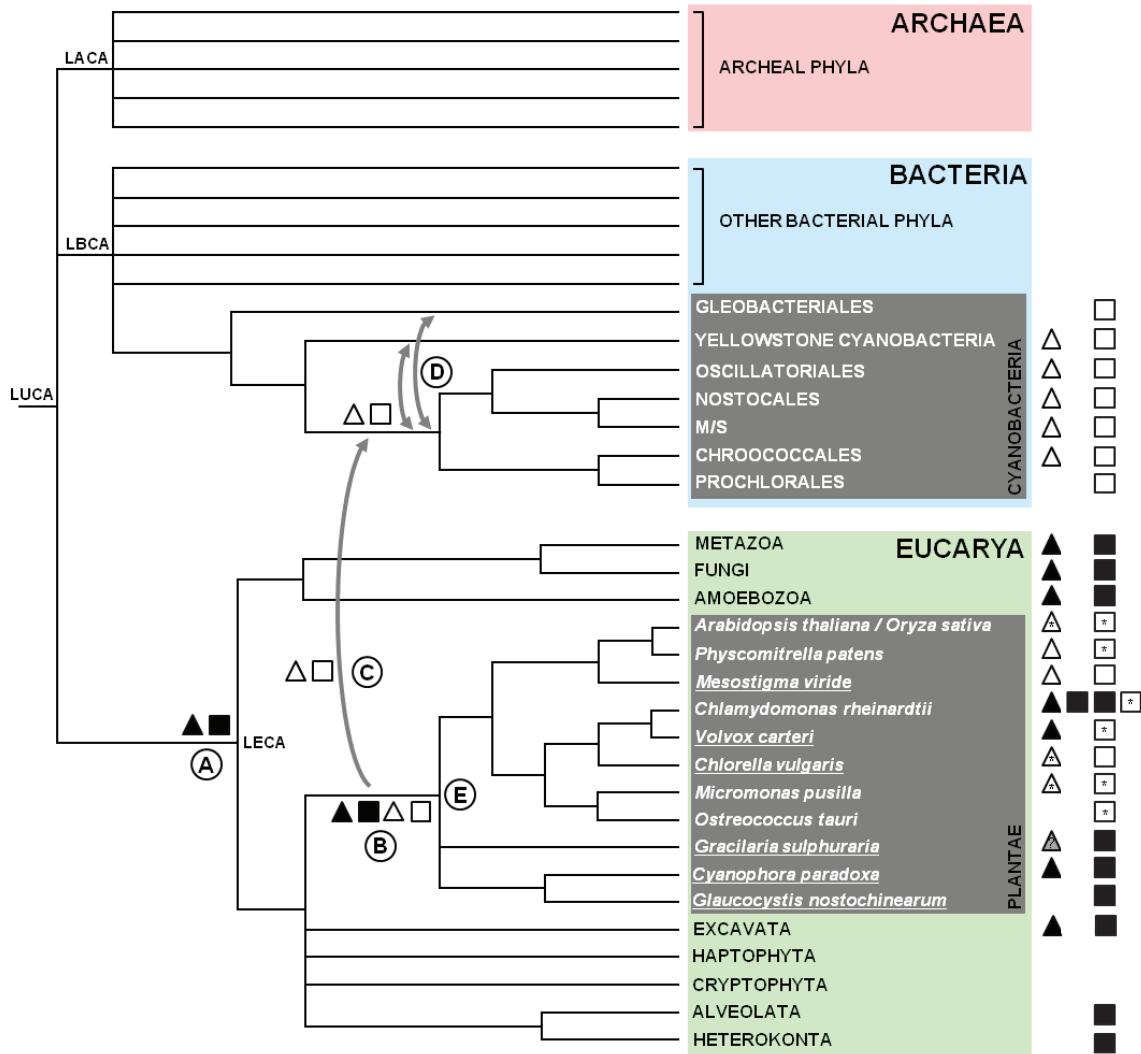 ARCHAEA
LACA
ARCHEAL PHYLA
BACTERIA
OTHER BACTERIAL PHYLA
LBCA
GLEOBACTERIALES
YELLOWSTONE CYANOBACTERIA
D
OSCILLATORIALES
LUCA
NOSTOCALES
M/S
CHROOCOCCALES
PROCHLORALES
CYANOBACTERIA
METAZOA
EUCARYA
FUNGI
AMOEBOZOA
Arabidopsis thaliana / Oryza sativa
* *
Physcomitrella patens
*
C
Mesostigma viride
Chlamydomonas rheinardtii
*
Volvox carteri
*
LECA
A
Chlorella vulgaris
*
E
Micromonas pusilla
* *
Ostreococcus tauri
*
B
Gracilaria sulphuraria
?
Cyanophora paradoxa
Glaucocystis nostochinearum
PLANTAE
EXCAVATA
HAPTOPHYTA
CRYPTOPHYTA
ALVEOLATA
HETEROKONTA